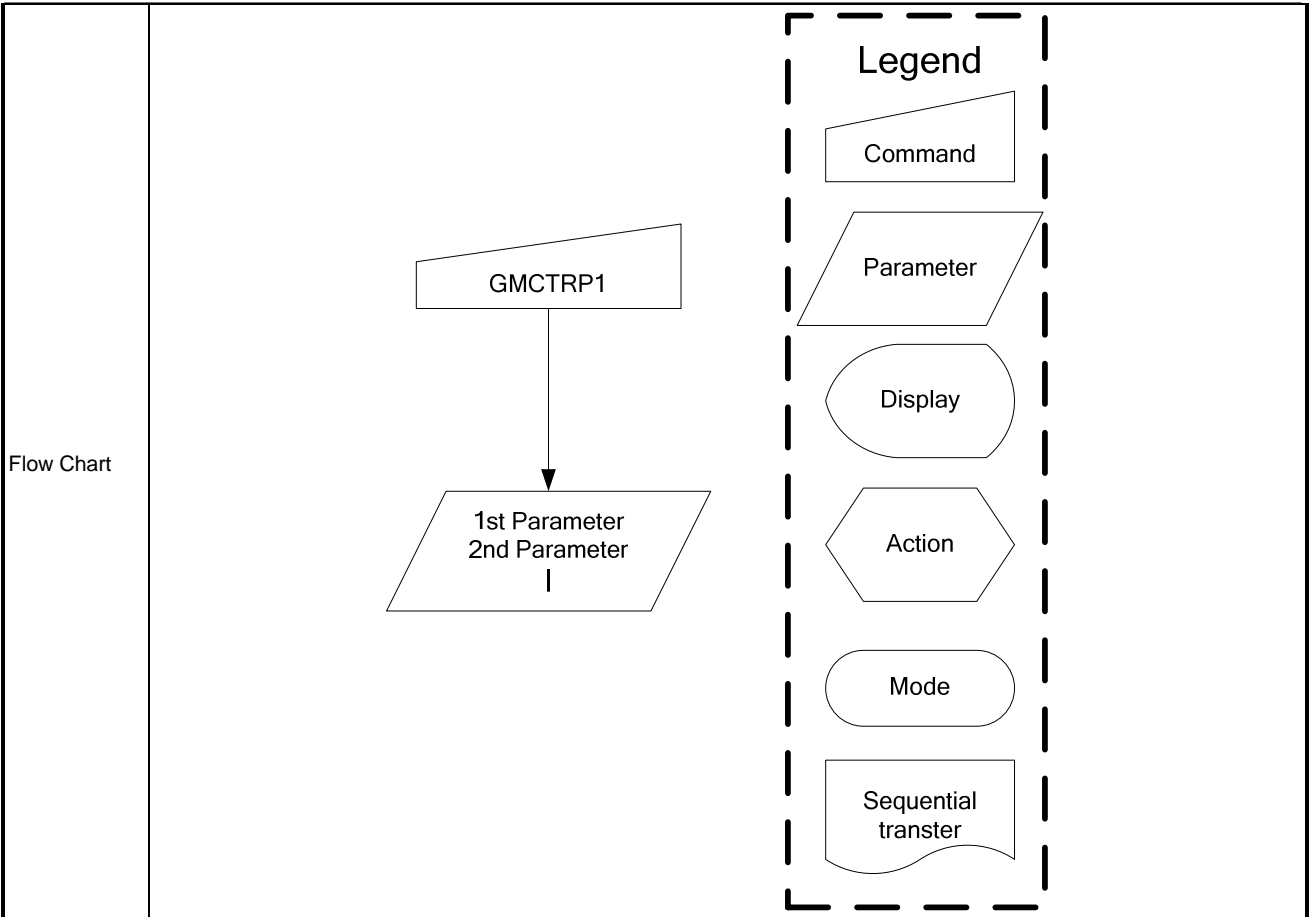 Flow Chart
GMCTRP1
1st Parameter
2nd Parameter
|
Legend
Command
Parameter
Display
Action
Mode
Sequential
transter